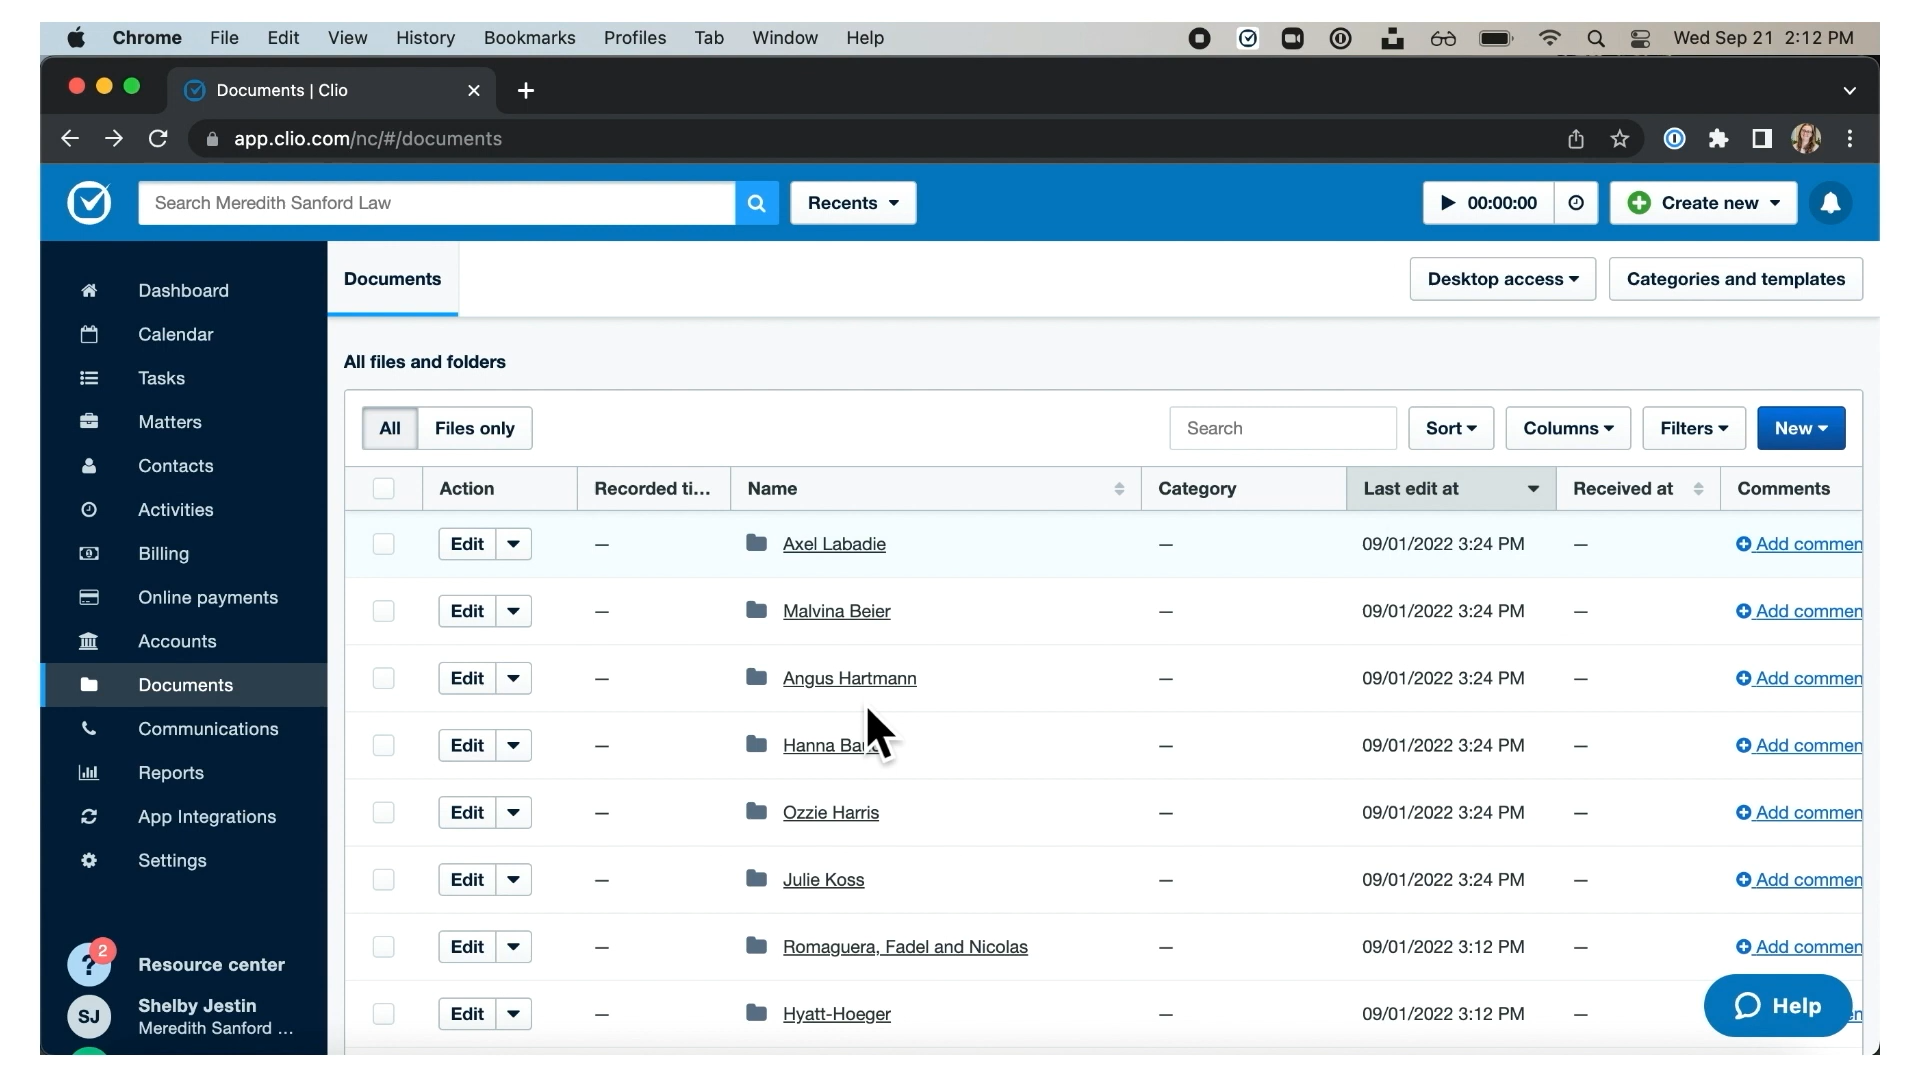 Chrome File Edit View History Bookmarks Profiles Tab Window Help Wed Sep 21 2:12 PM
Documents | Clio
app.clio.com/nc/#/documents
Search Meredith Sanford Law Recents 00:00:00 Create new
Dashboard
Calendar
Tasks
Matters
Contacts
Activities
Billing
Online payments
Accounts
Documents
Communications
Reports
App Integrations
Settings
2
? Resource center
SJ Shelby Jestin
Meredith Sanford ...
Documents Desktop access Categories and templates
All files and folders
All Files only Search Sort Columns Filters New
Action Recorded ti... Name Category Last edit at Received at Comments
Edit — Axel Labadie — 09/01/2022 3:24 PM — Add commen
Edit — Malvina Beier — 09/01/2022 3:24 PM — Add commen
Edit — Angus Hartmann — 09/01/2022 3:24 PM — Add commen
Edit — Hanna — 09/01/2022 3:24 PM — Add commen
Edit — Ozzie Harris — 09/01/2022 3:24 PM — Add commen
Edit — Julie Koss — 09/01/2022 3:24 PM — Add commen
Edit — Romaguera, Fadel and Nicolas — 09/01/2022 3:12 PM — Add commen
Edit — Hyatt-Hoeger — 09/01/2022 3:12 PM —
Help